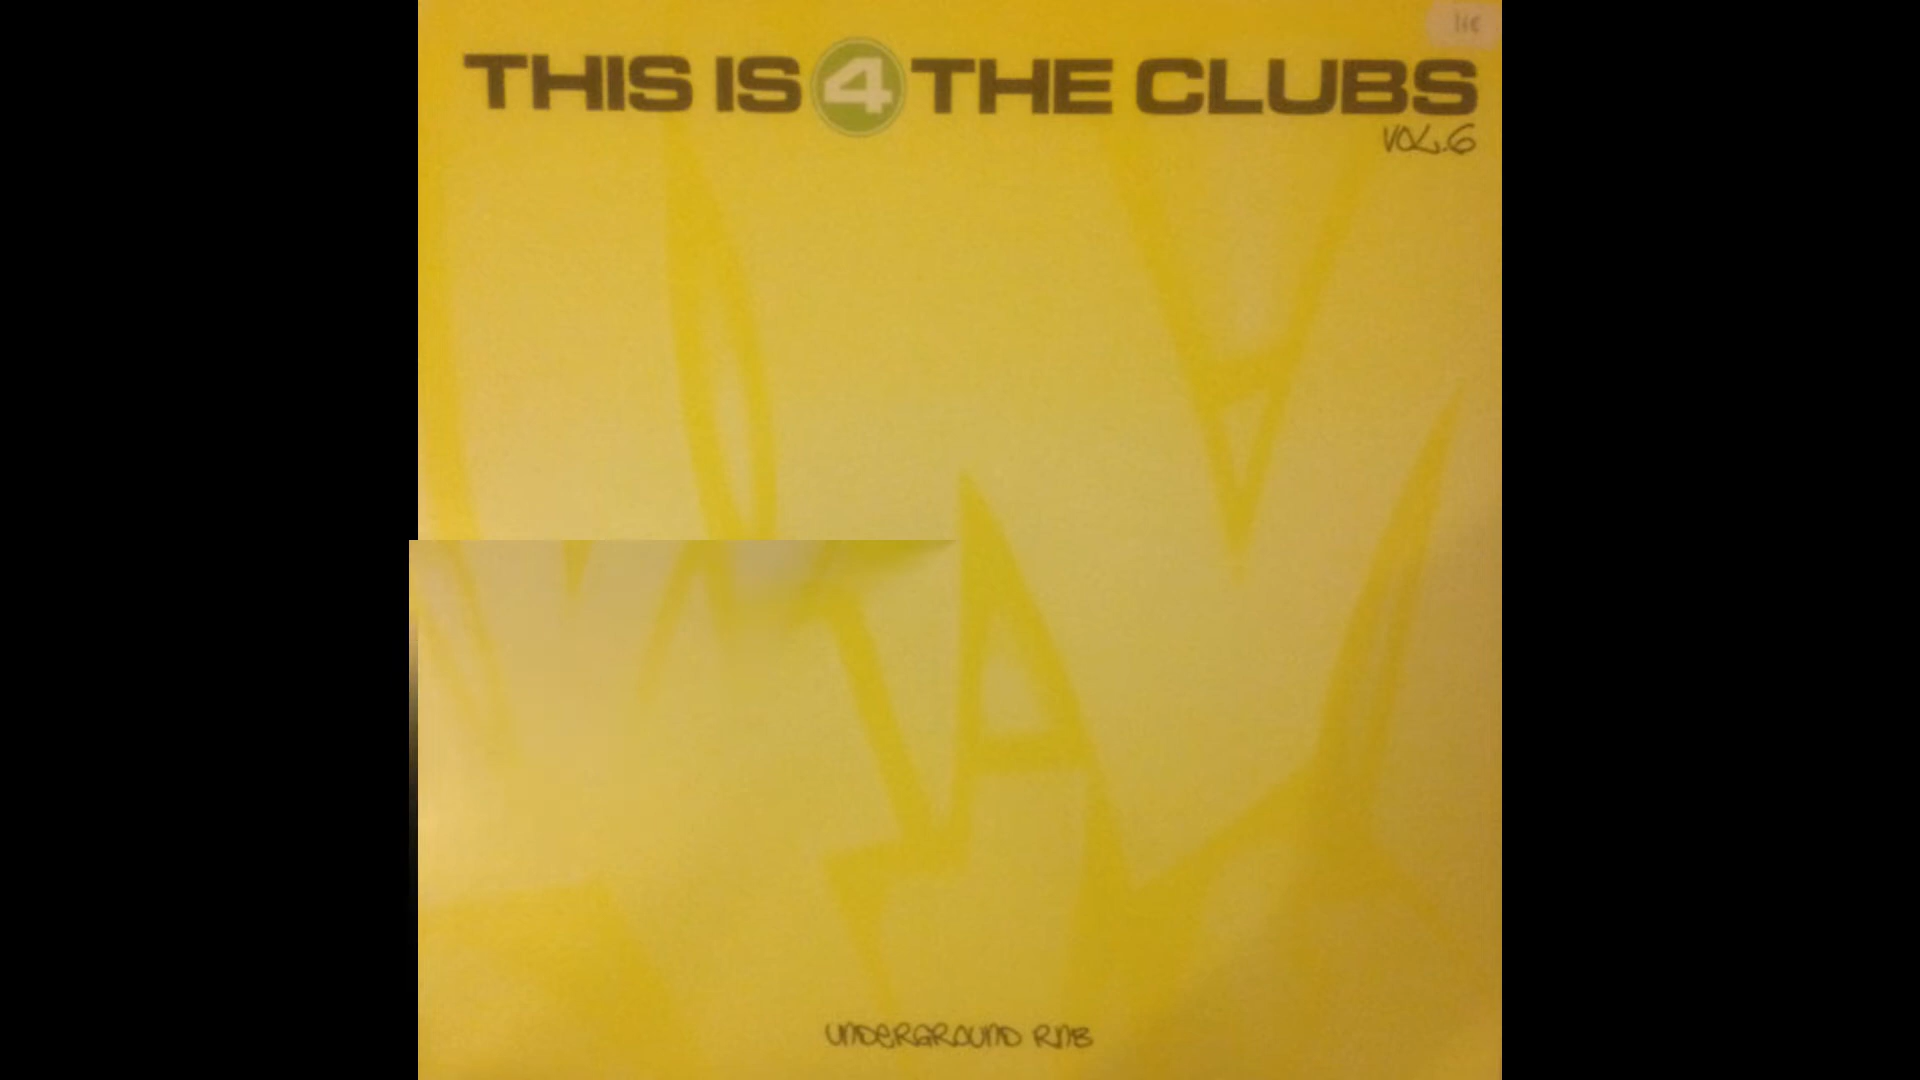 THIS IS 4 THE CLUBS
VOL.6
UNDERGROUND RNB